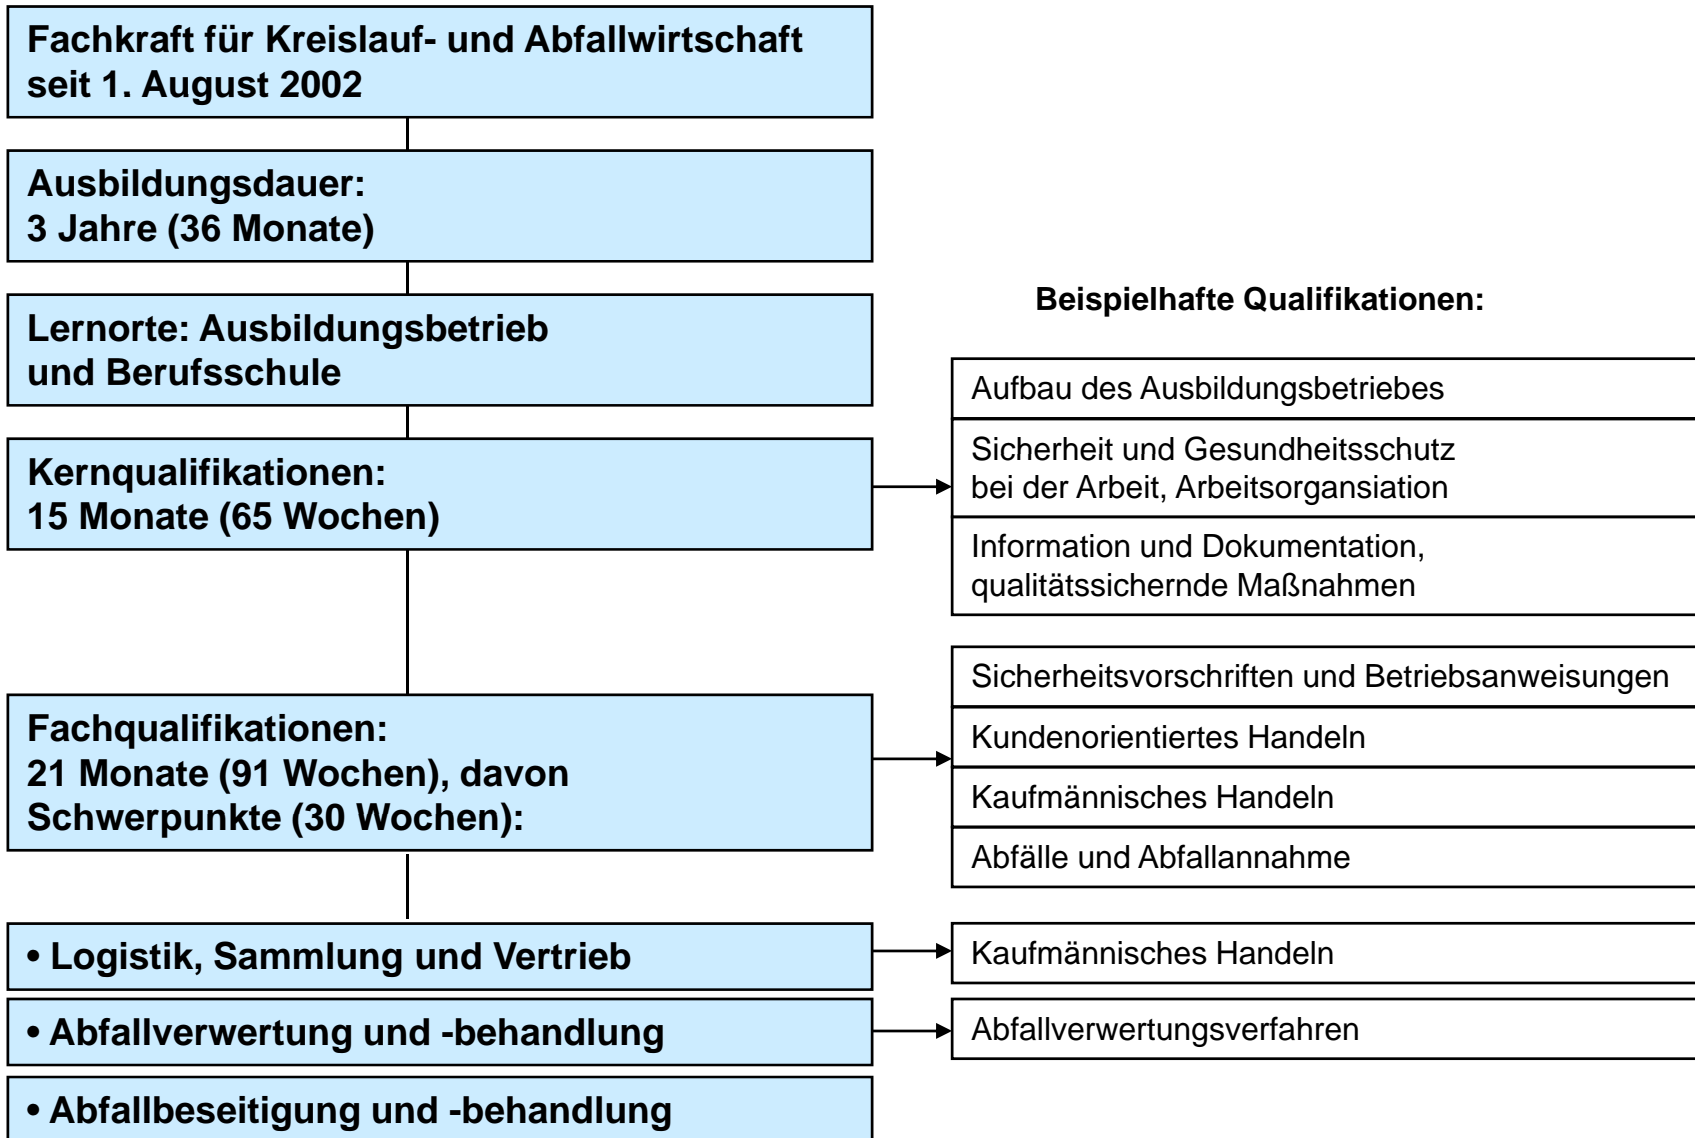 Fachkraft für Kreislauf- und Abfallwirtschaft
seit 1. August 2002
Ausbildungsdauer:
3 Jahre (36 Monate)
Lernorte: Ausbildungsbetrieb
und Berufsschule
Kernqualifikationen:
15 Monate (65 Wochen)
Fachqualifikationen:
21 Monate (91 Wochen), davon
Schwerpunkte (30 Wochen):
• Logistik, Sammlung und Vertrieb
• Abfallverwertung und -behandlung
• Abfallbeseitigung und -behandlung
Beispielhafte Qualifikationen:
Aufbau des Ausbildungsbetriebes
Sicherheit und Gesundheitsschutz
bei der Arbeit, Arbeitsorgansiation
Information und Dokumentation,
qualitätssichernde Maßnahmen
Sicherheitsvorschriften und Betriebsanweisungen
Kundenorientiertes Handeln
Kaufmännisches Handeln
Abfälle und Abfallannahme
Kaufmännisches Handeln
Abfallverwertungsverfahren